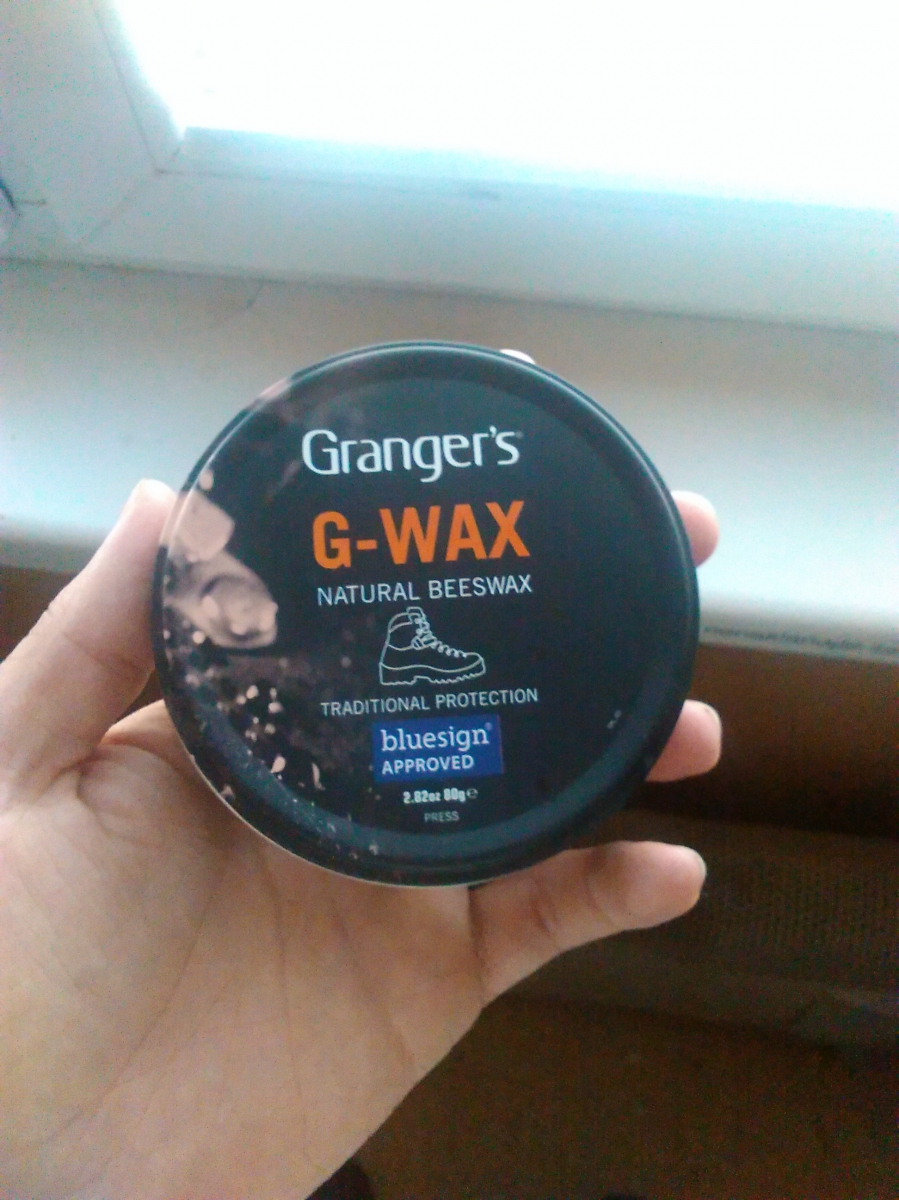 Granger's®
G-WAX
NATURAL BEESWAX
TRADITIONAL PROTECTION
bluesign®
APPROVED
2.82oz 80g℮
PRESS